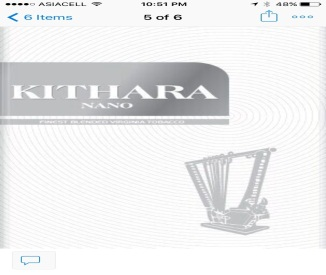 ASIACELL 10:51 PM 48%
6 Items 5 of 6
KITHARA
NANO
FINEST BLENDED VIRGINIA TOBACCO